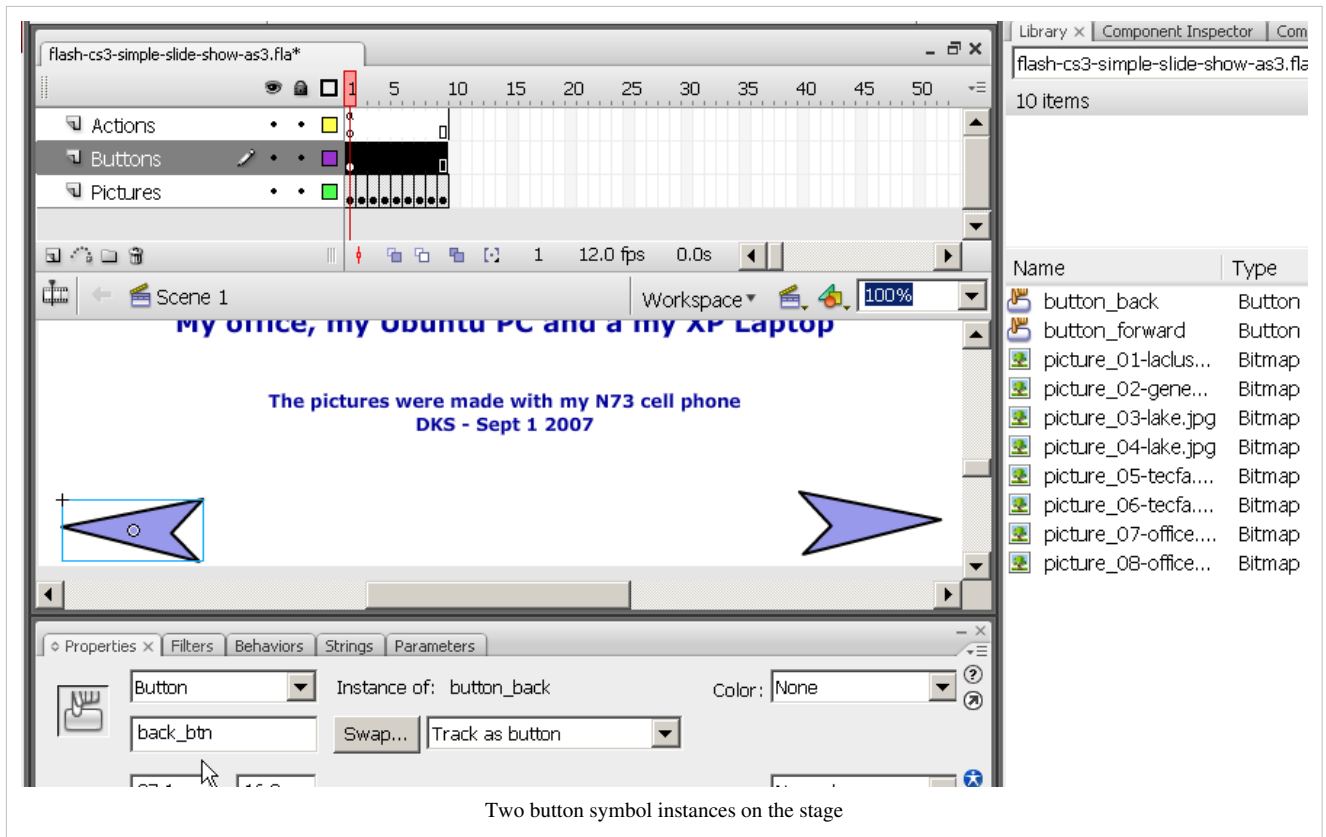 flash-cs3-simple-slide-show-as3.fla*
1 5 10 15 20 25 30 35 40 45 50
Actions
Buttons
Pictures
1 12.0 fps 0.0s
Scene 1 Workspace 100%
My office, my Ubuntu PC and a my XP Laptop
The pictures were made with my N73 cell phone
DKS - Sept 1 2007
Properties Filters Behaviors Strings Parameters
Button Instance of: button_back Color: None
back_btn Swap... Track as button
Library Component Inspector Com
flash-cs3-simple-slide-show-as3.fla
10 items
Name Type
button_back Button
button_forward Button
picture_01-laclus... Bitmap
picture_02-gene... Bitmap
picture_03-lake.jpg Bitmap
picture_04-lake.jpg Bitmap
picture_05-tecfa.... Bitmap
picture_06-tecfa.... Bitmap
picture_07-office.... Bitmap
picture_08-office... Bitmap
Two button symbol instances on the stage